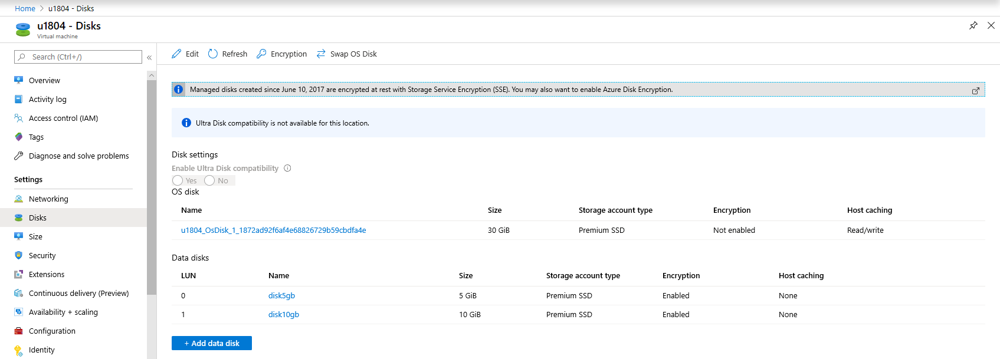 Home > u1804 - Disks
u1804 - Disks
Virtual machine
Search (Ctrl+/)
«
Edit Refresh Encryption Swap OS Disk
Overview
Activity log
Access control (IAM)
Tags
Diagnose and solve problems
Settings
Networking
Disks
Size
Security
Extensions
Continuous delivery (Preview)
Availability + scaling
Configuration
Identity
Managed disks created since June 10, 2017 are encrypted at rest with Storage Service Encryption (SSE). You may also want to enable Azure Disk Encryption.
Ultra Disk compatibility is not available for this location.
Disk settings
Enable Ultra Disk compatibility
Yes No
OS disk
Name Size Storage account type Encryption Host caching
u1804_OsDisk_1_1872ad92f6af4e68826729b59cbdfa4e 30 GiB Premium SSD Not enabled Read/write
Data disks
LUN Name Size Storage account type Encryption Host caching
0 disk5gb 5 GiB Premium SSD Enabled None
1 disk10gb 10 GiB Premium SSD Enabled None
+ Add data disk